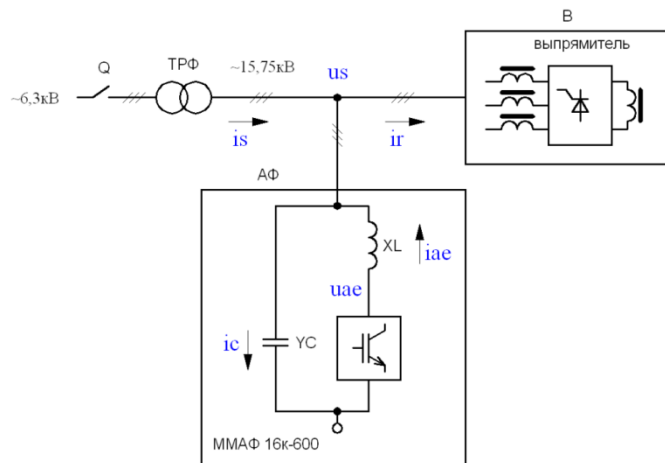 В
выпрямитель
Q
ТРФ
~15,75кВ
us
~6,3кВ
is
ir
АФ
XL
iae
uae
ic
YC
ММАФ 16к-600